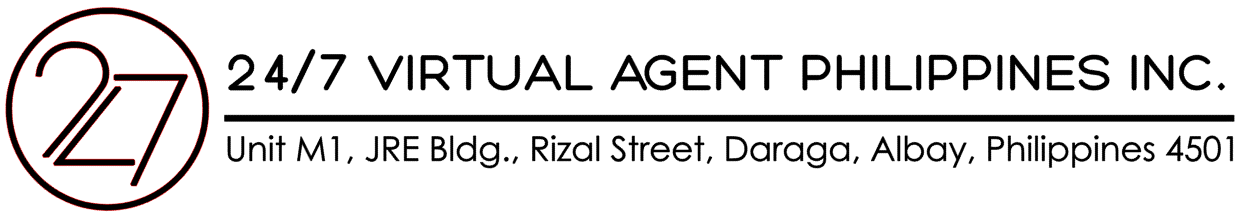 247
24/7 VIRTUAL AGENT PHILIPPINES INC.
Unit M1, JRE Bldg., Rizal Street, Daraga, Albay, Philippines 4501